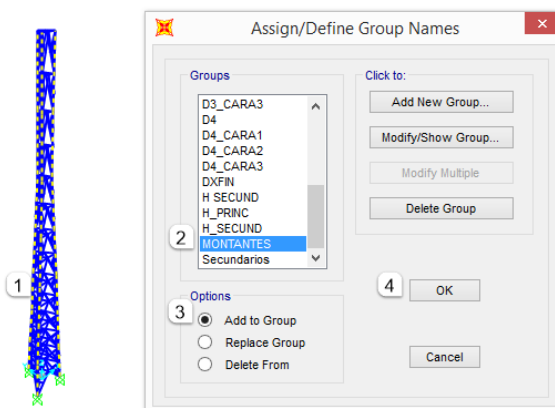 Assign/Define Group Names
Groups
D3_CARA3
D4
D4_CARA1
D4_CARA2
D4_CARA3
DXFIN
H SECUND
H_PRINC
H_SECUND
MONTANTES
Secundarios
2
Click to:
Add New Group...
Modify/Show Group...
Modify Multiple
Delete Group
1
Options
3
Add to Group
Replace Group
Delete From
4
OK
Cancel